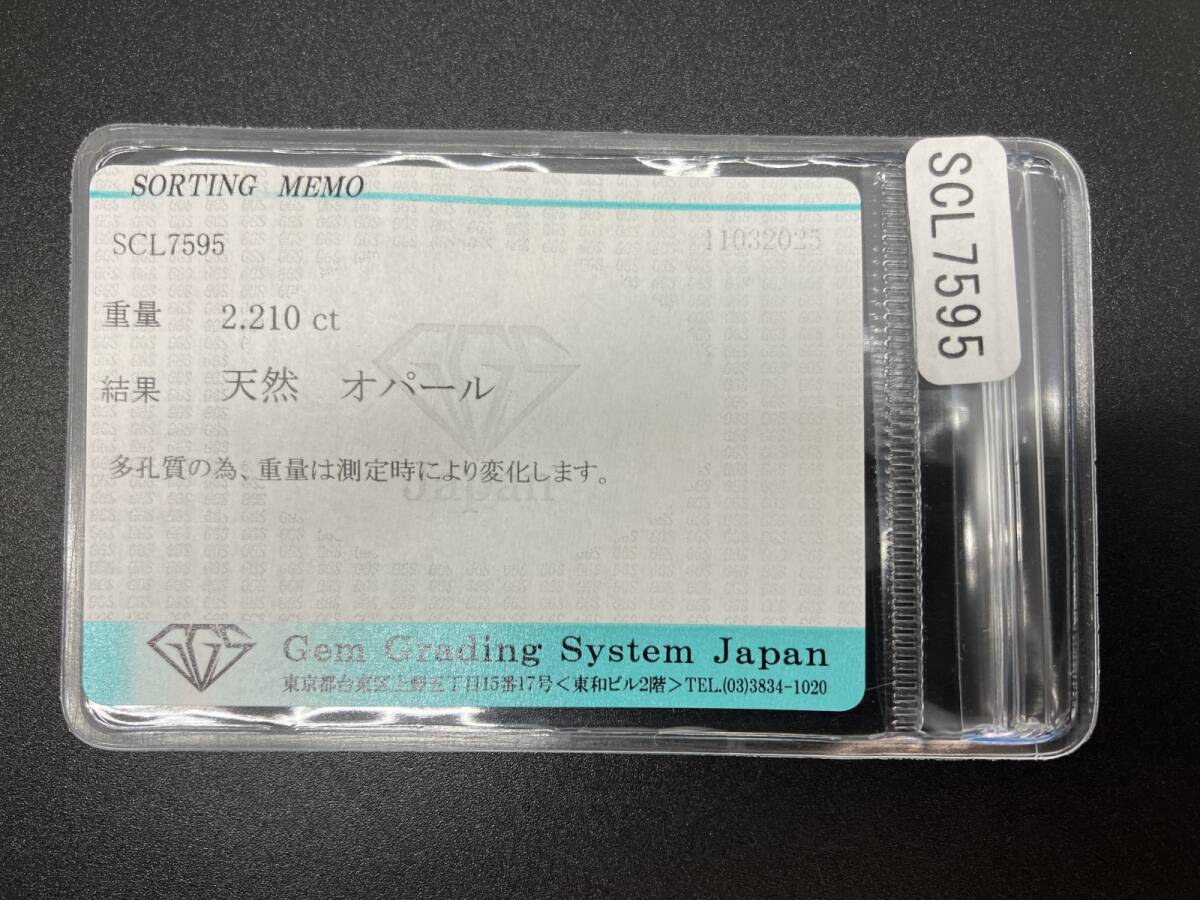 SORTING MEMO
SCL7595 11032025
重量 2.210 ct
結果 天然 オパール
多孔質の為、重量は測定時により変化します。
GGS
Japan
GGS Gem Grading System Japan
東京都台東区上野五丁目15番17号＜東和ビル2階＞TEL.(03)3834-1020
SCL7595